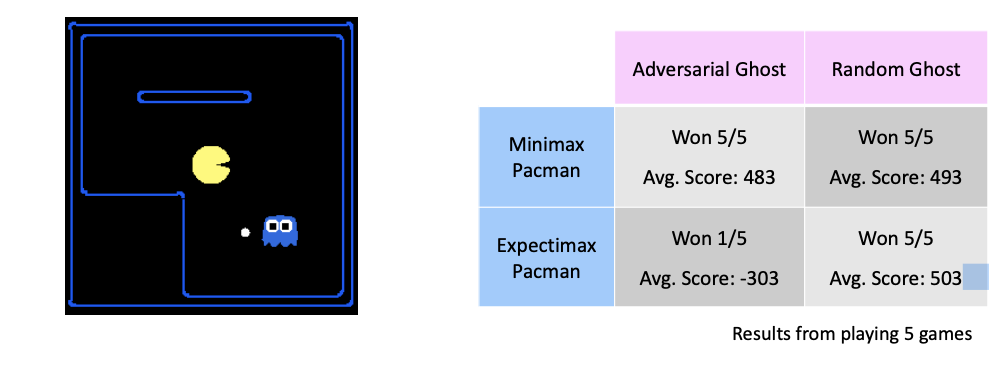 Adversarial Ghost
Random Ghost
Minimax
Pacman
Won 5/5
Avg. Score: 483
Won 5/5
Avg. Score: 493
Expectimax
Pacman
Won 1/5
Avg. Score: -303
Won 5/5
Avg. Score: 503
Results from playing 5 games